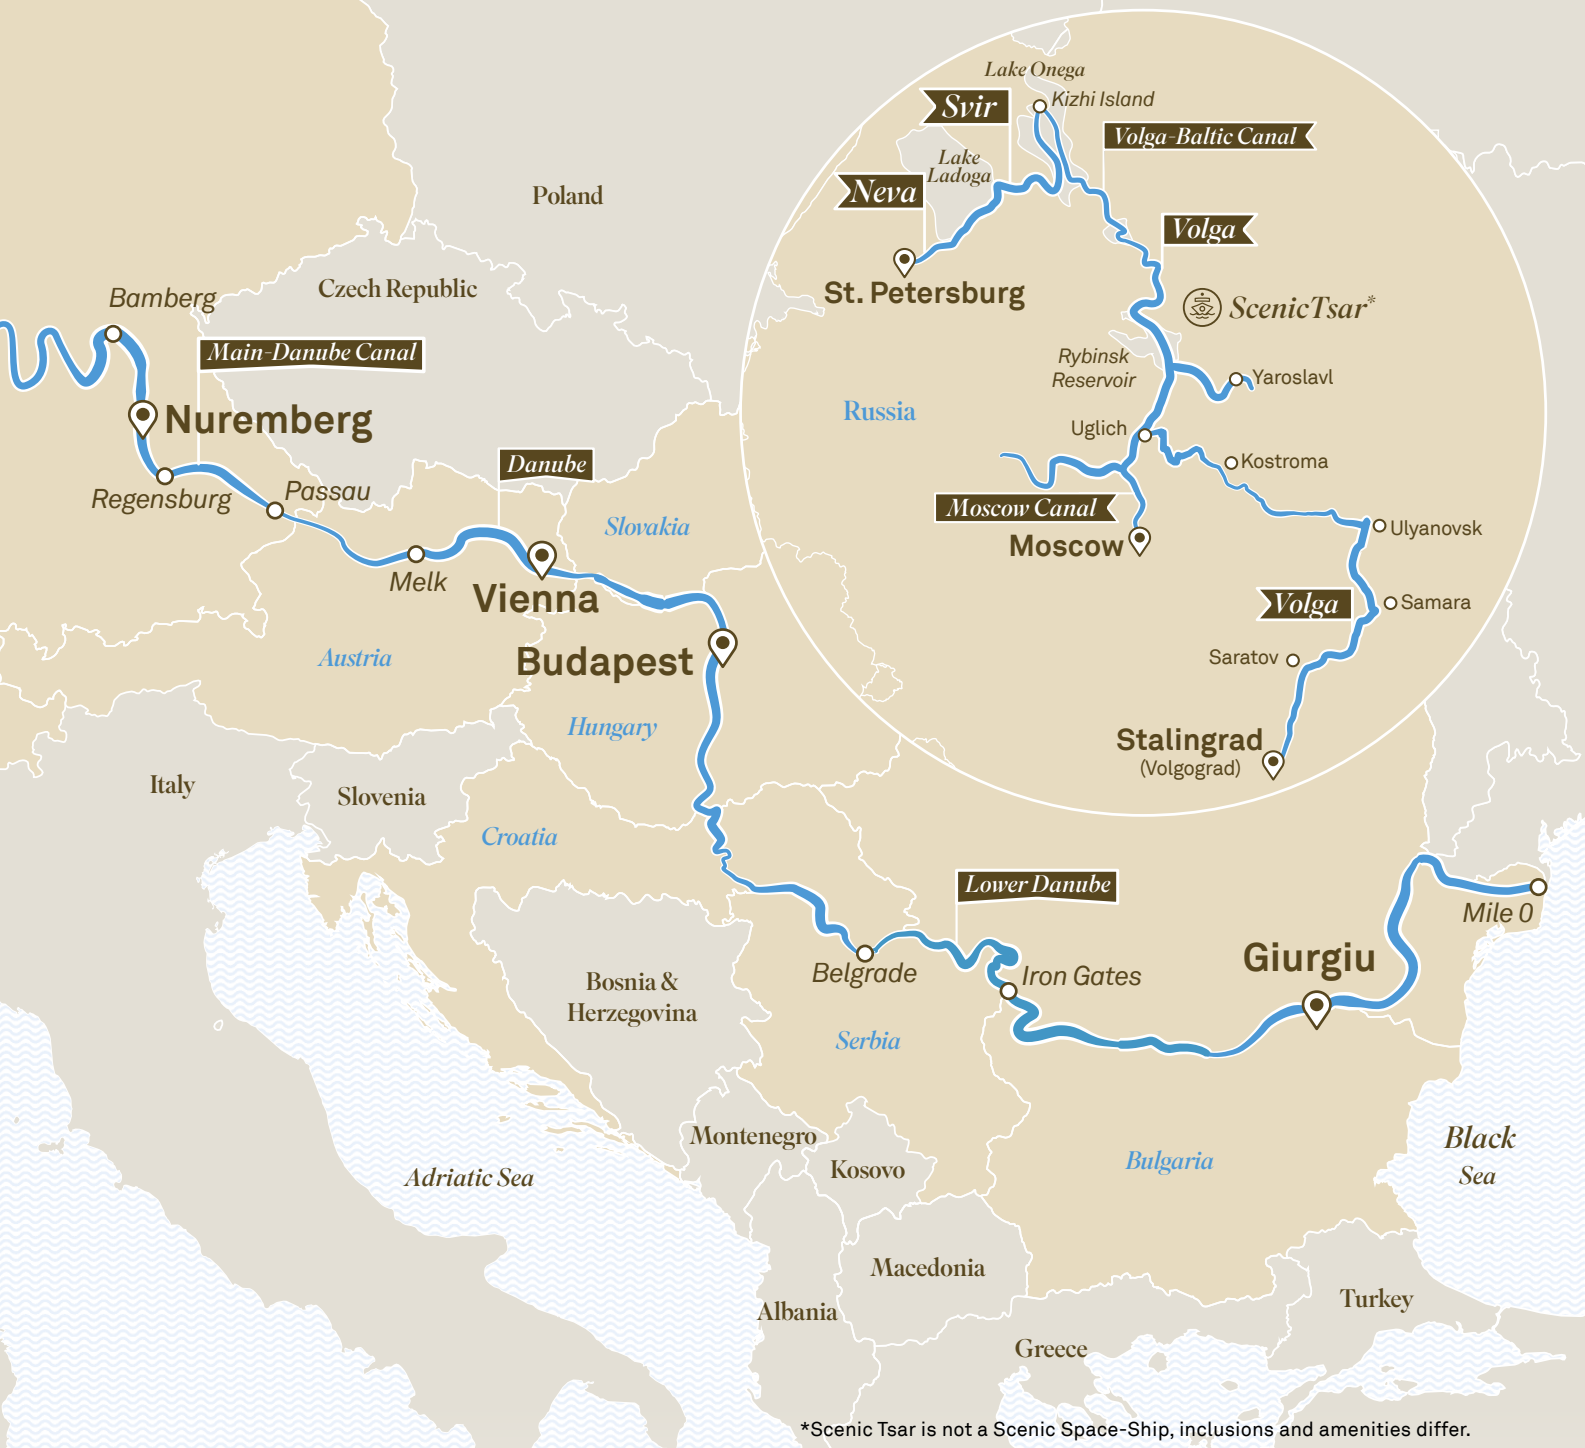 Lake Onega
Kizhi Island
Svir
Volga-Baltic Canal
Lake
Ladoga
Neva
Volga
St. Petersburg
ScenicTsar*
Rybinsk
Reservoir
Yaroslavl
Russia
Uglich
Kostroma
Moscow Canal
Moscow
Ulyanovsk
Volga
Samara
Saratov
Stalingrad
(Volgograd)
Poland
Czech Republic
Bamberg
Main-Danube Canal
Nuremberg
Regensburg
Passau
Danube
Slovakia
Melk
Vienna
Austria
Budapest
Hungary
Italy
Slovenia
Croatia
Lower Danube
Mile 0
Belgrade
Iron Gates
Giurgiu
Bosnia &
Herzegovina
Serbia
Montenegro
Kosovo
Bulgaria
Black
Sea
Adriatic Sea
Macedonia
Albania
Turkey
Greece
*Scenic Tsar is not a Scenic Space-Ship, inclusions and amenities differ.